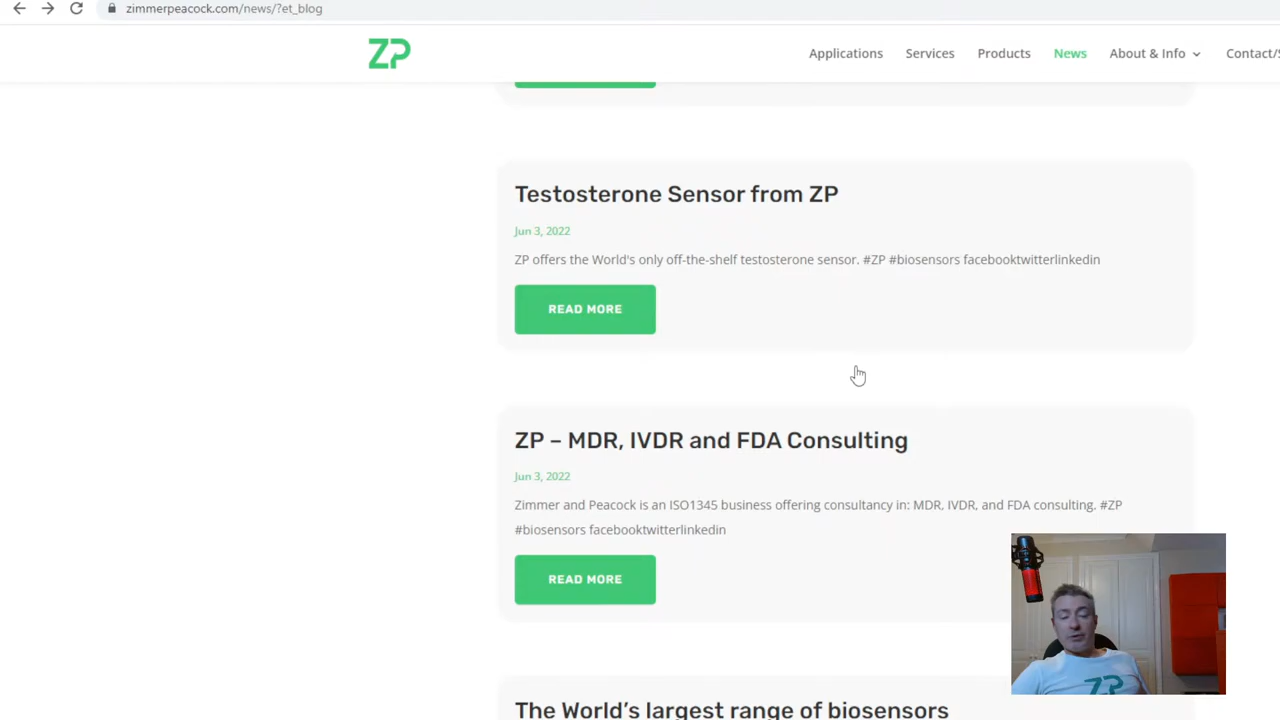 zimmerpeacock.com/news/?et_blog
ZP
Applications
Services
Products
News
About & Info
Contact/S
Testosterone Sensor from ZP
Jun 3, 2022
ZP offers the World's only off-the-shelf testosterone sensor. #ZP #biosensors facebooktwitterlinkedin
READ MORE
ZP – MDR, IVDR and FDA Consulting
Jun 3, 2022
Zimmer and Peacock is an ISO1345 business offering consultancy in: MDR, IVDR, and FDA consulting. #ZP
#biosensors facebooktwitterlinkedin
READ MORE
The World’s largest range of biosensors
ZP